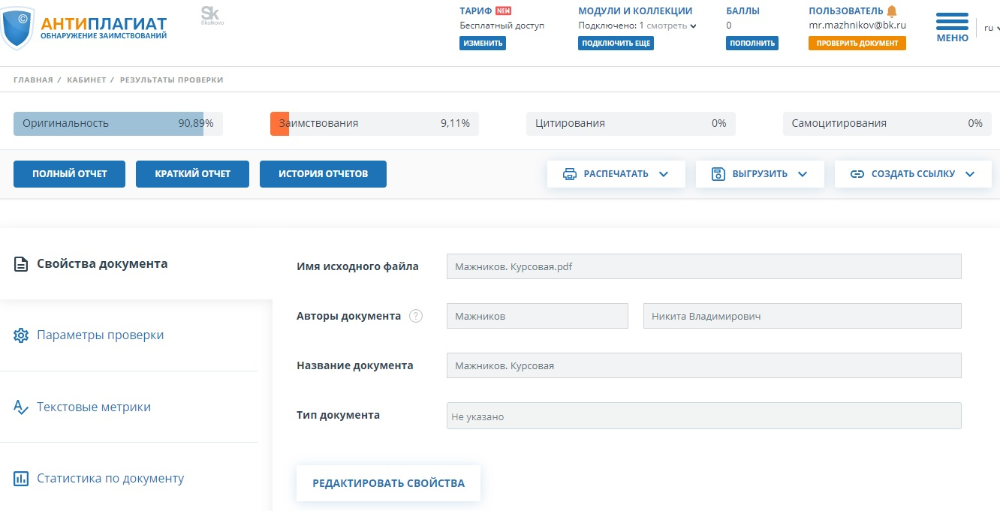 ©
АНТИПЛАГИАТ
ОБНАРУЖЕНИЕ ЗАИМСТВОВАНИЙ
Sk
Skolkovo
ТАРИФ NEW
Бесплатный доступ
ИЗМЕНИТЬ
МОДУЛИ И КОЛЛЕКЦИИ
Подключено: 1 смотреть
ПОДКЛЮЧИТЬ ЕЩЕ
БАЛЛЫ
0
ПОПОЛНИТЬ
ПОЛЬЗОВАТЕЛЬ
mr.mazhnikov@bk.ru
ПРОВЕРИТЬ ДОКУМЕНТ
МЕНЮ
ru
ГЛАВНАЯ / КАБИНЕТ / РЕЗУЛЬТАТЫ ПРОВЕРКИ
Оригинальность 90,89%
Заимствования 9,11%
Цитирования 0%
Самоцитирования 0%
ПОЛНЫЙ ОТЧЕТ
КРАТКИЙ ОТЧЕТ
ИСТОРИЯ ОТЧЕТОВ
РАСПЕЧАТАТЬ
ВЫГРУЗИТЬ
СОЗДАТЬ ССЫЛКУ
Свойства документа
Параметры проверки
Текстовые метрики
Статистика по документу
Имя исходного файла Мажников. Курсовая.pdf
Авторы документа ? Мажников Никита Владимирович
Название документа Мажников. Курсовая
Тип документа Не указано
РЕДАКТИРОВАТЬ СВОЙСТВА